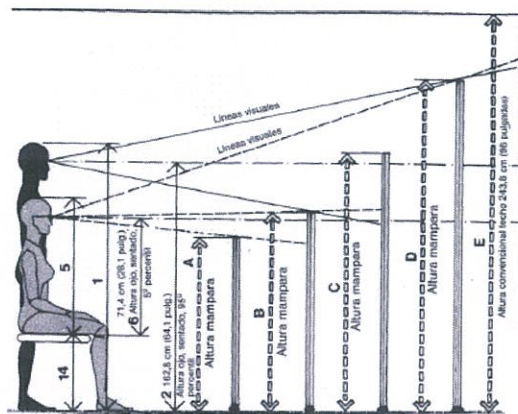 Líneas visuales
Líneas visuales
14
5
1
71,4 cm (28,1 pulg.)
6 Altura ojo, sentado,
5º percentil
2 162,8 cm (64,1 pulg.)
Altura ojo, sentado, 95º
percentil
A
Altura mampara
B
Altura mampara
C
Altura mampara
D
Altura mampara
E
Altura convencional techo 243,8 cm (96 pulgadas)